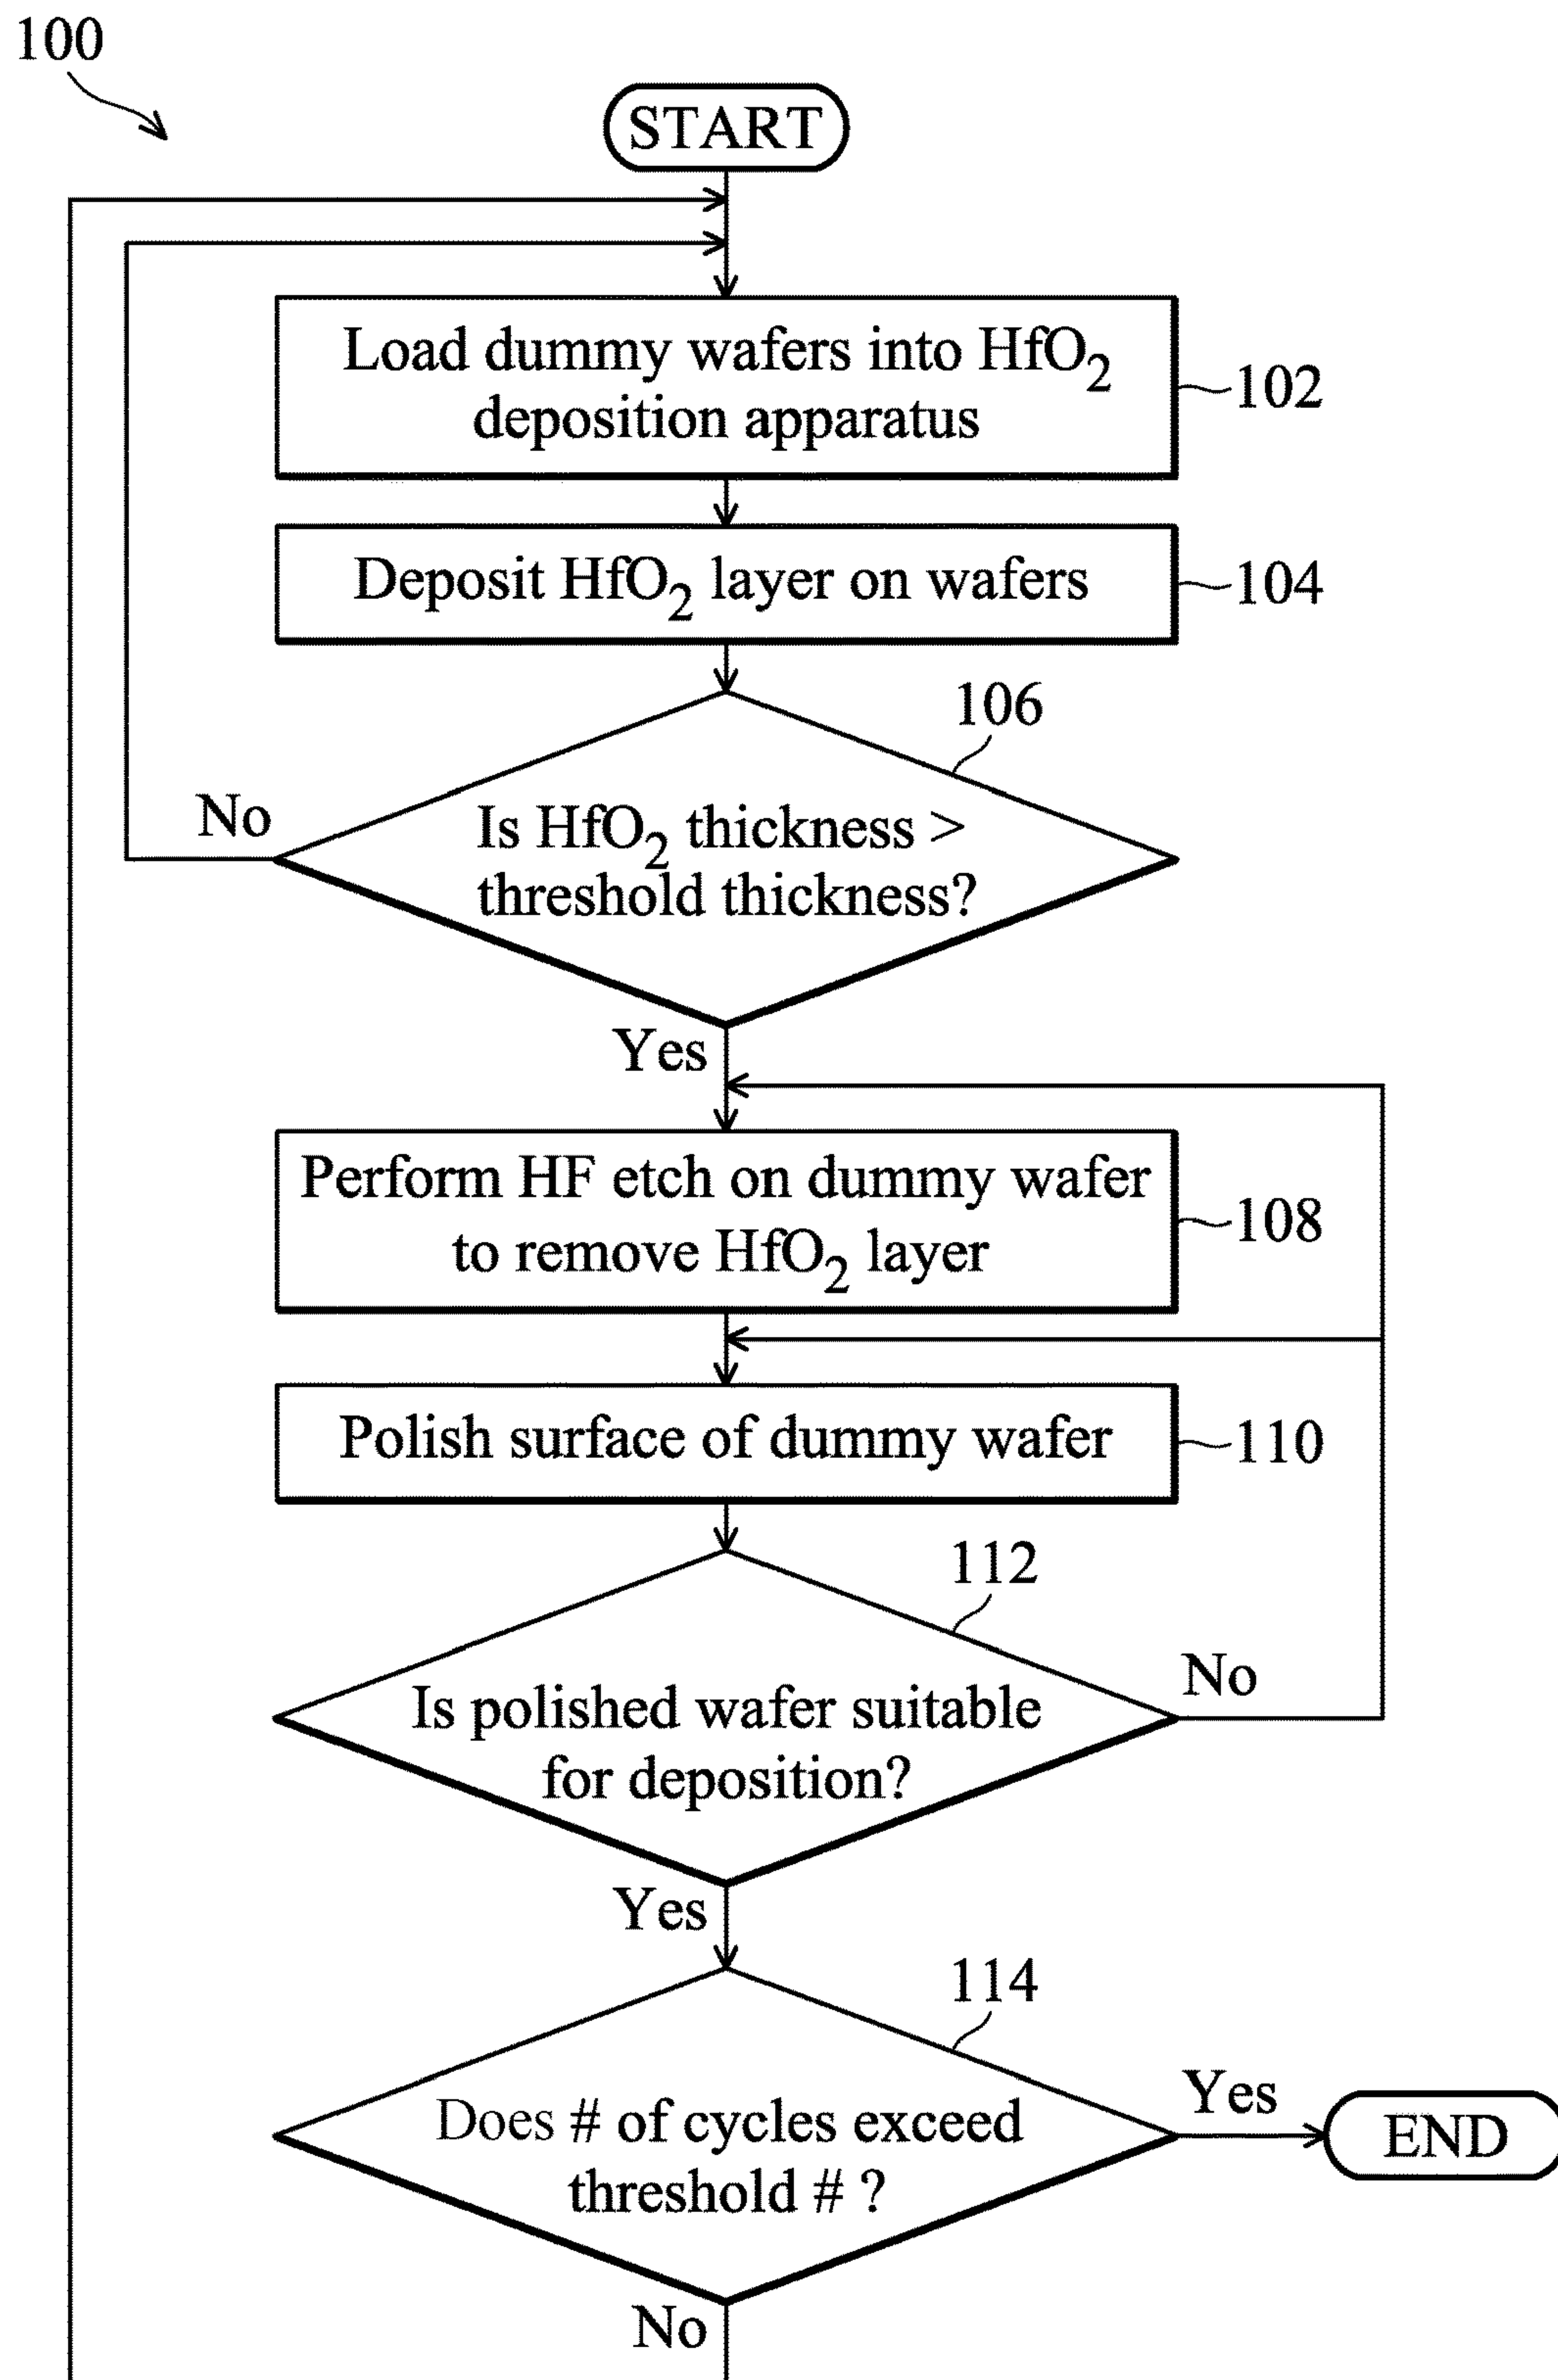 100
START
Load dummy wafers into HfO₂
deposition apparatus
102
Deposit HfO₂ layer on wafers
104
106
Is HfO₂ thickness >
threshold thickness?
No
Yes
Perform HF etch on dummy wafer
to remove HfO₂ layer
108
Polish surface of dummy wafer
110
112
Is polished wafer suitable
for deposition?
No
Yes
114
Does # of cycles exceed
threshold # ?
Yes
END
No